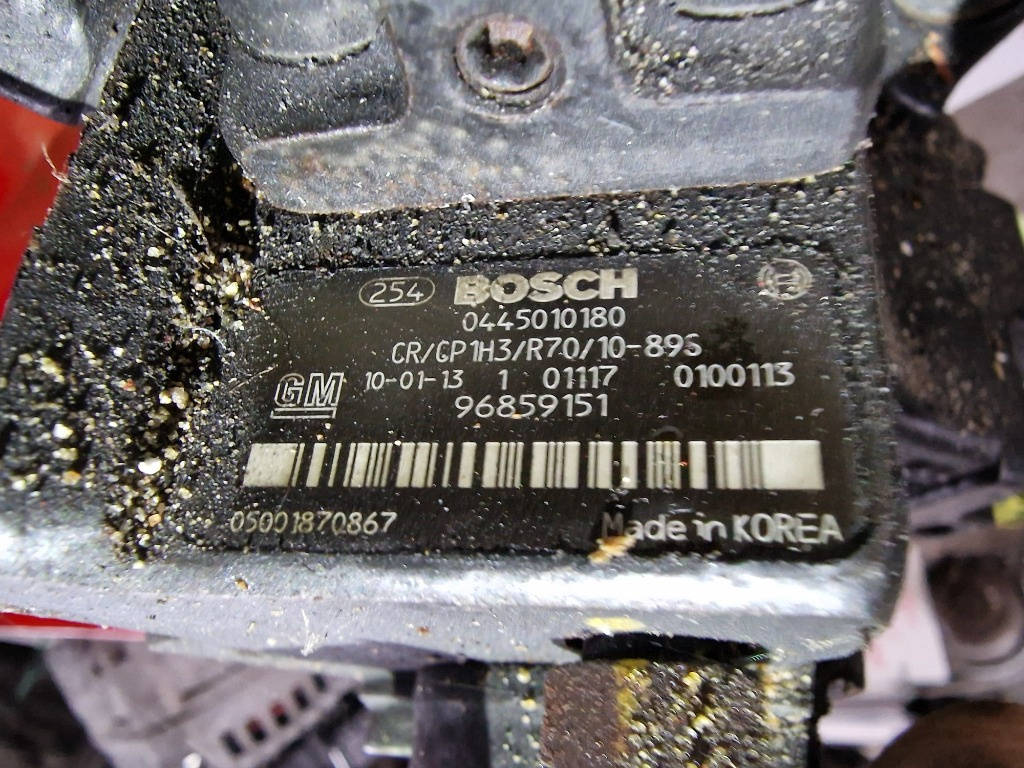 254 BOSCH
0445010180
CR/CP1H3/R70/10-89S
GM 10-01-13 1 01117 0100113
96859151
05001870867 Made in KOREA